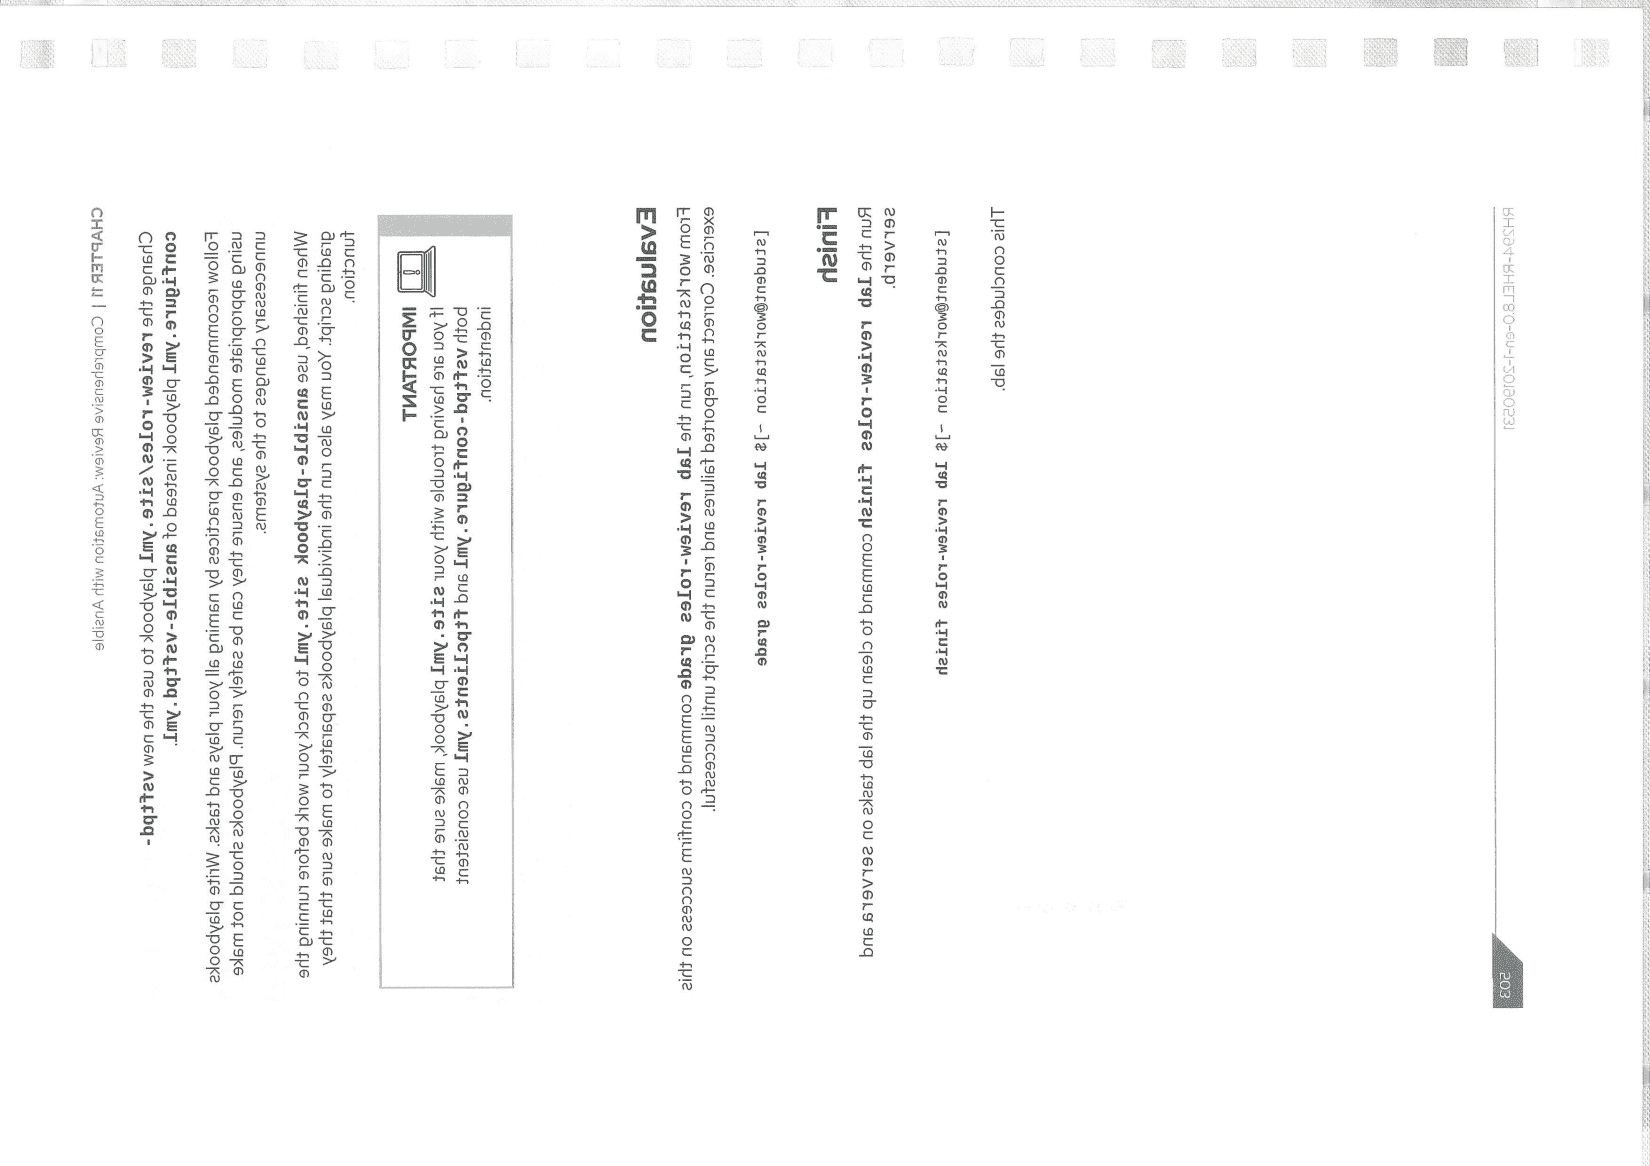 CHAPTER 11 | Comprehensive Review: Automation with Ansible
Change the review-roles/site.yml playbook to use the new vsftpd-
configure.yml playbook instead of ansible-vsftpd.yml.
Follow recommended playbook practices by naming all your plays and tasks. Write playbooks
using appropriate modules, and ensure they can be safely rerun. Playbooks should not make
unnecessary changes to the systems.
When finished, use ansible-playbook site.yml to check your work before running the
grading script. You may also run the individual playbooks separately to make sure that they
function.
IMPORTANT
If you are having trouble with your site.yml playbook, make sure that
both vsftpd-configure.yml and ftpclients.yml use consistent
indentation.
Evaluation
From workstation, run the lab review-roles grade command to confirm success on this
exercise. Correct any reported failures and rerun the script until successful.
[student@workstation ~]$ lab review-roles grade
Finish
Run the lab review-roles finish command to clean up the lab tasks on servera and
serverb.
[student@workstation ~]$ lab review-roles finish
This concludes the lab.
RH294-RHEL8.0-en-1-20190531
503